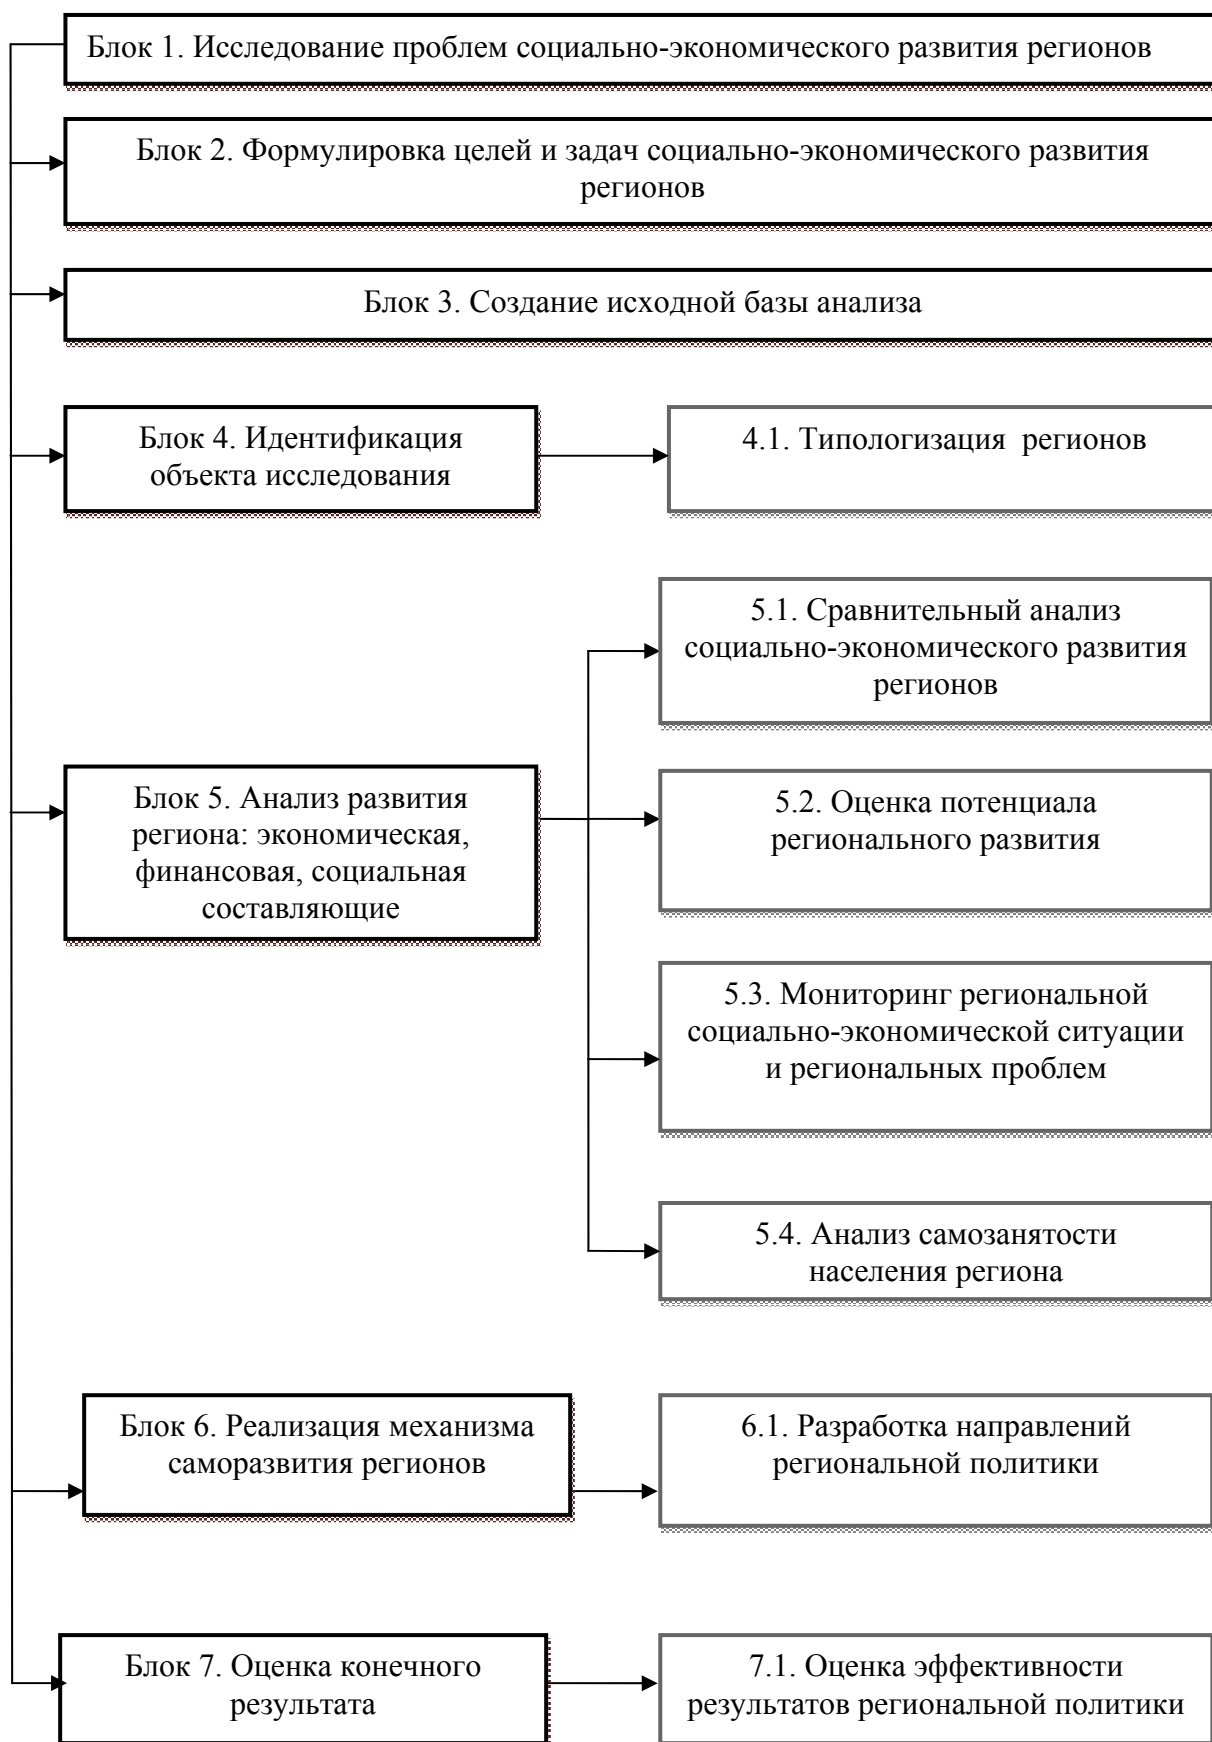 Блок 1. Исследование проблем социально-экономического развития регионов
Блок 2. Формулировка целей и задач социально-экономического развития
регионов
Блок 3. Создание исходной базы анализа
Блок 4. Идентификация
объекта исследования
4.1. Типологизация регионов
5.1. Сравнительный анализ
социально-экономического развития
регионов
Блок 5. Анализ развития
региона: экономическая,
финансовая, социальная
составляющие
5.2. Оценка потенциала
регионального развития
5.3. Мониторинг региональной
социально-экономической ситуации
и региональных проблем
5.4. Анализ самозанятости
населения региона
Блок 6. Реализация механизма
саморазвития регионов
6.1. Разработка направлений
региональной политики
Блок 7. Оценка конечного
результата
7.1. Оценка эффективности
результатов региональной политики